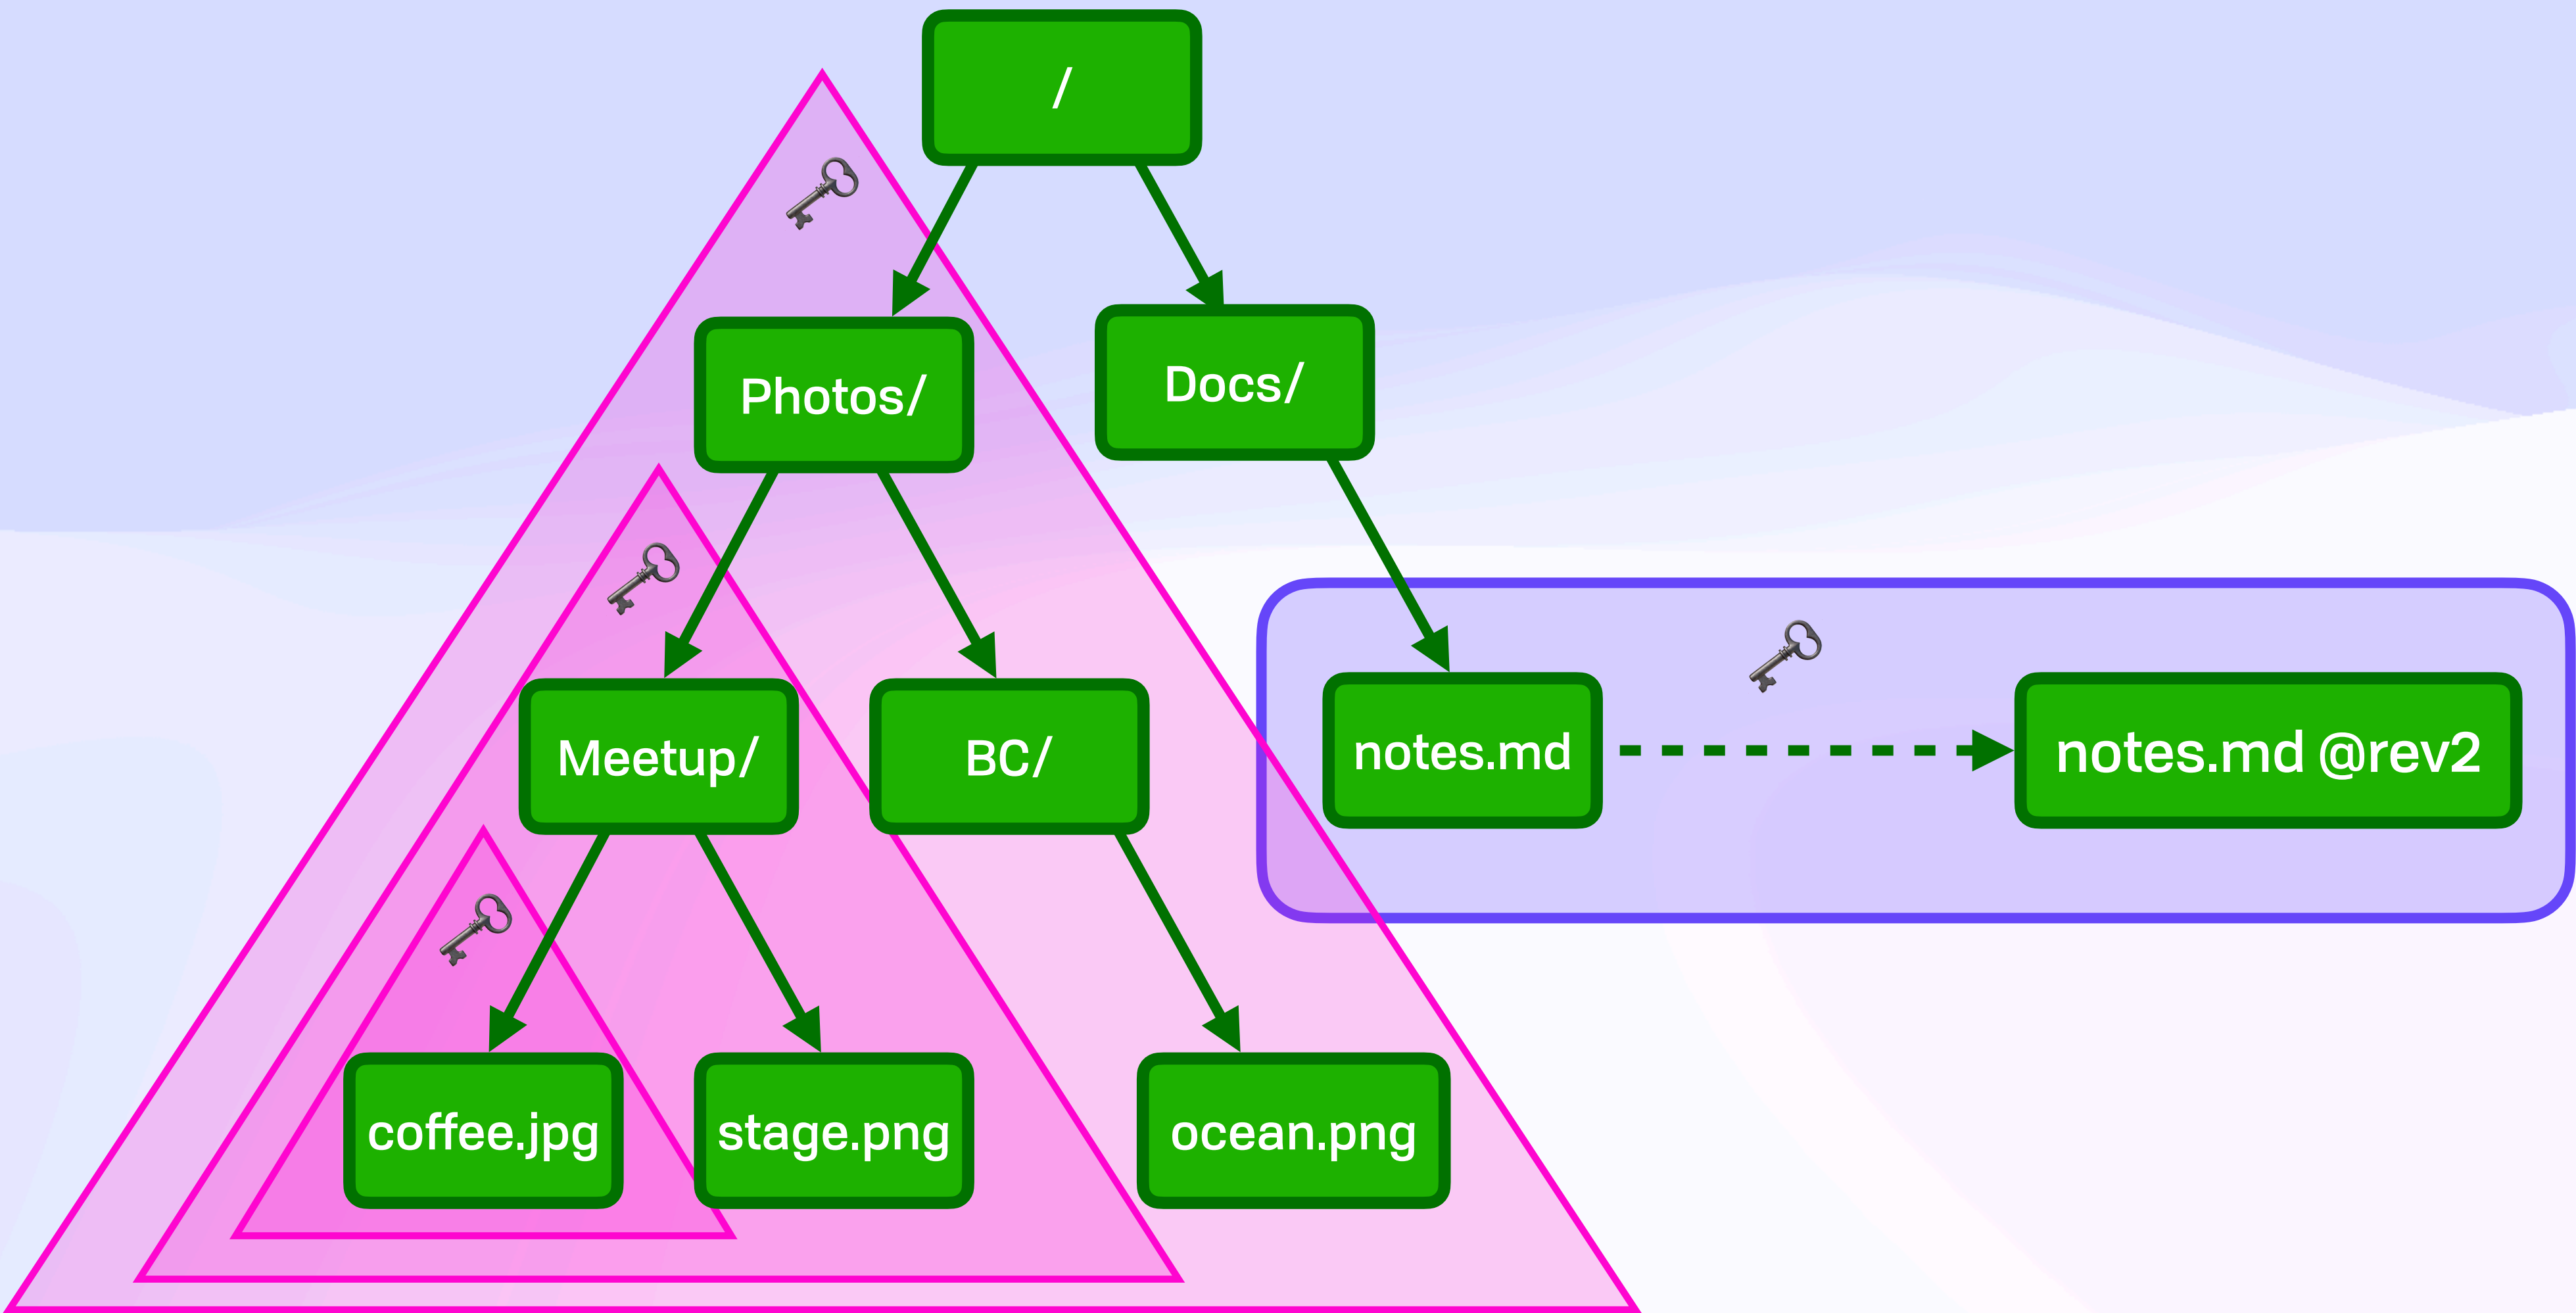 /
Photos/
Docs/
Meetup/
BC/
notes.md
notes.md @rev2
coffee.jpg
stage.png
ocean.png